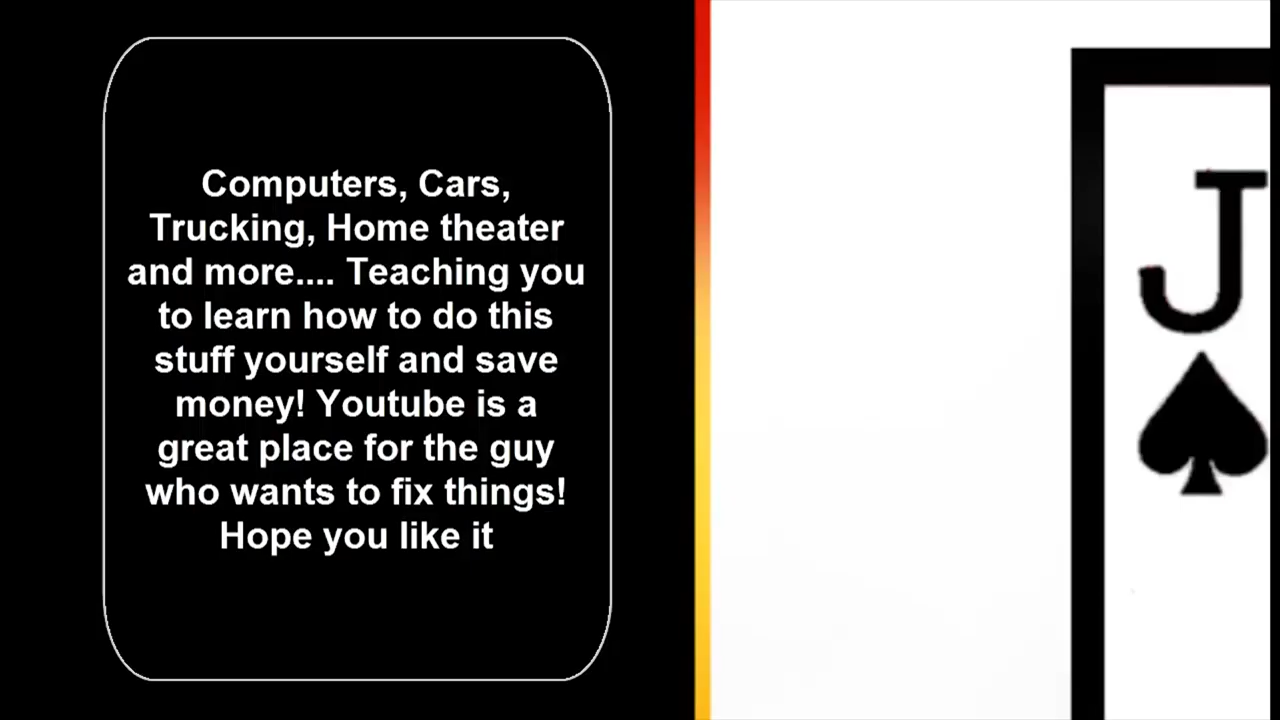 Computers, Cars,
Trucking, Home theater
and more.... Teaching you
to learn how to do this
stuff yourself and save
money! Youtube is a
great place for the guy
who wants to fix things!
Hope you like it
J